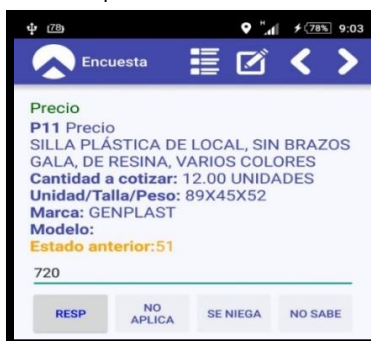 78 H 78% 9:03
Encuesta
Precio
P11 Precio
SILLA PLÁSTICA DE LOCAL, SIN BRAZOS
GALA, DE RESINA, VARIOS COLORES
Cantidad a cotizar: 12.00 UNIDADES
Unidad/Talla/Peso: 89X45X52
Marca: GENPLAST
Modelo:
Estado anterior:51
720
RESP NO APLICA SE NIEGA NO SABE